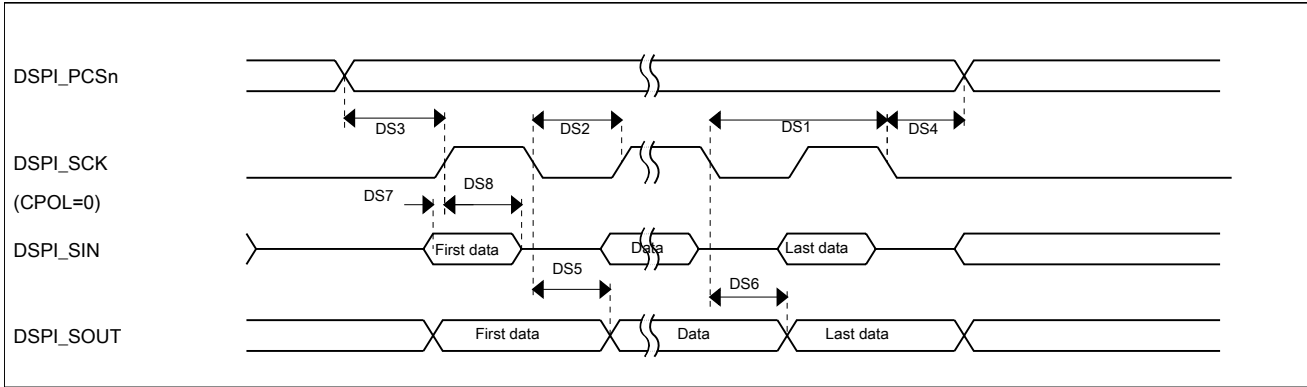 DSPI_PCSn
DS3 DS2 DS1 DS4
DSPI_SCK
(CPOL=0)
DS7 DS8
DSPI_SIN
First data Data Last data
DS5 DS6
DSPI_SOUT
First data Data Last data